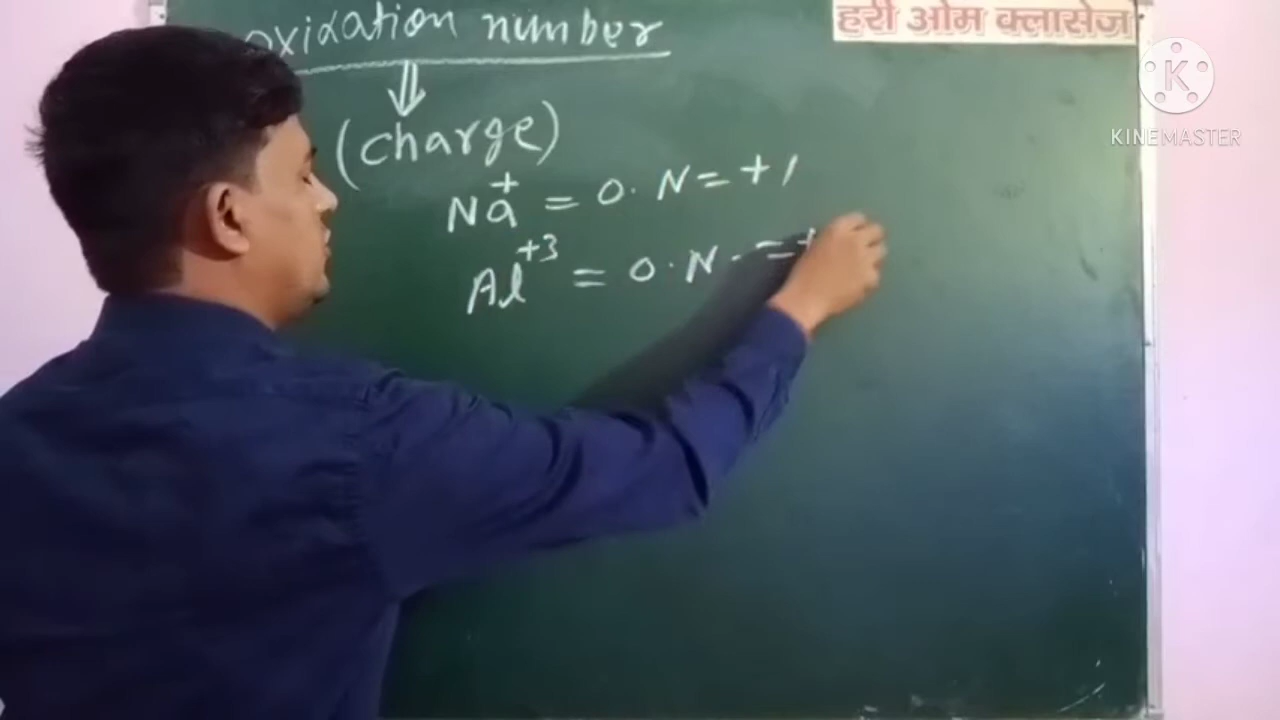 oxidation number
हरी ओम क्लासेज
KINEMASTER
(charge)
Na⁺ = O. N = +1
Al⁺³ = O. N. = +